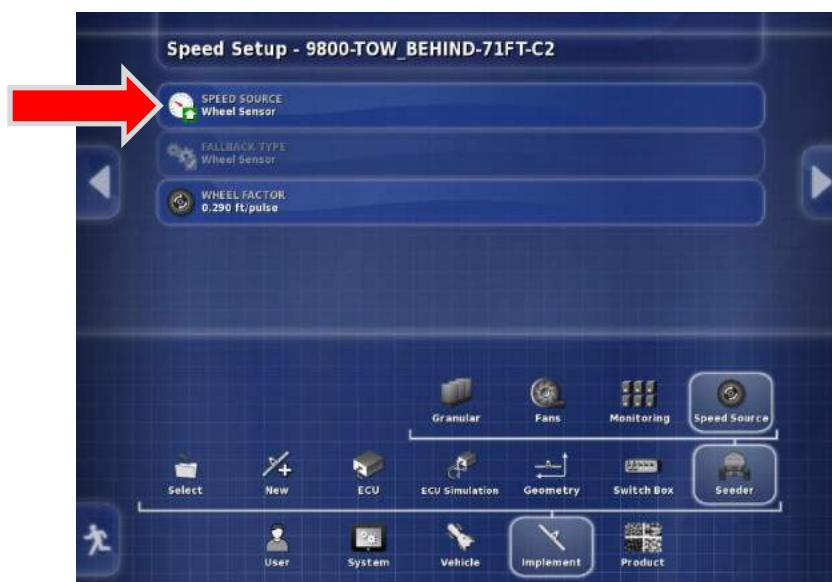 Speed Setup - 9800-TOW_BEHIND-71FT-C2
SPEED SOURCE
Wheel Sensor
FALLBACK TYPE
Wheel Sensor
WHEEL FACTOR
0.290 ft/pulse
Granular Fans Monitoring Speed Source
Select New ECU ECU Simulation Geometry Switch Box Seeder
User System Vehicle Implement Product